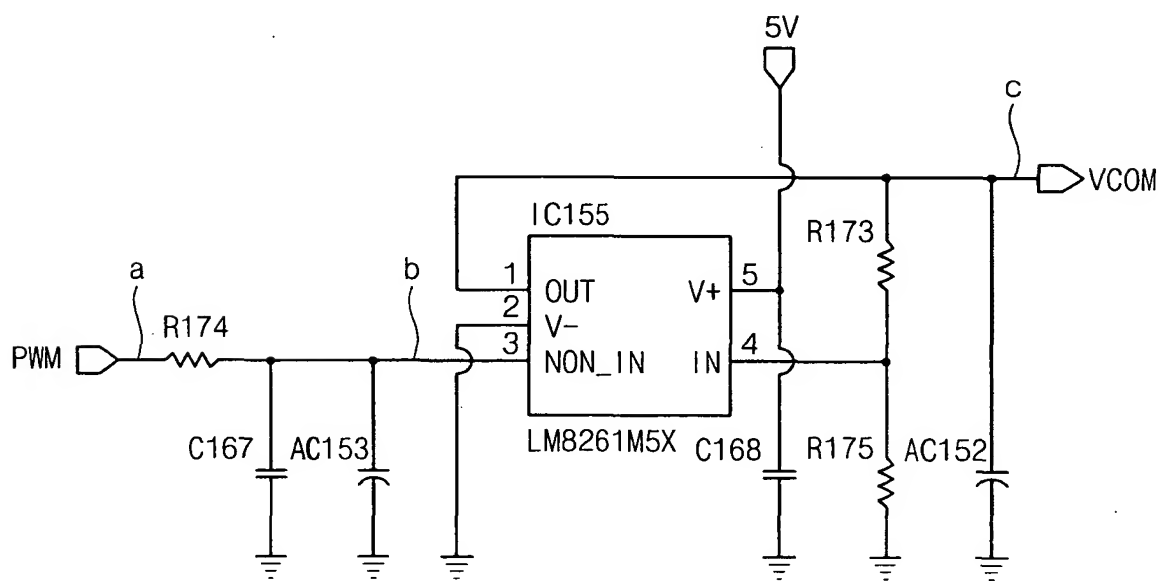 5V
c
VCOM
IC155
R173
a
b
1
OUT
V+
5
R174
2
V-
PWM
3
NON_IN
IN
4
C167
AC153
LM8261M5X
C168
R175
AC152